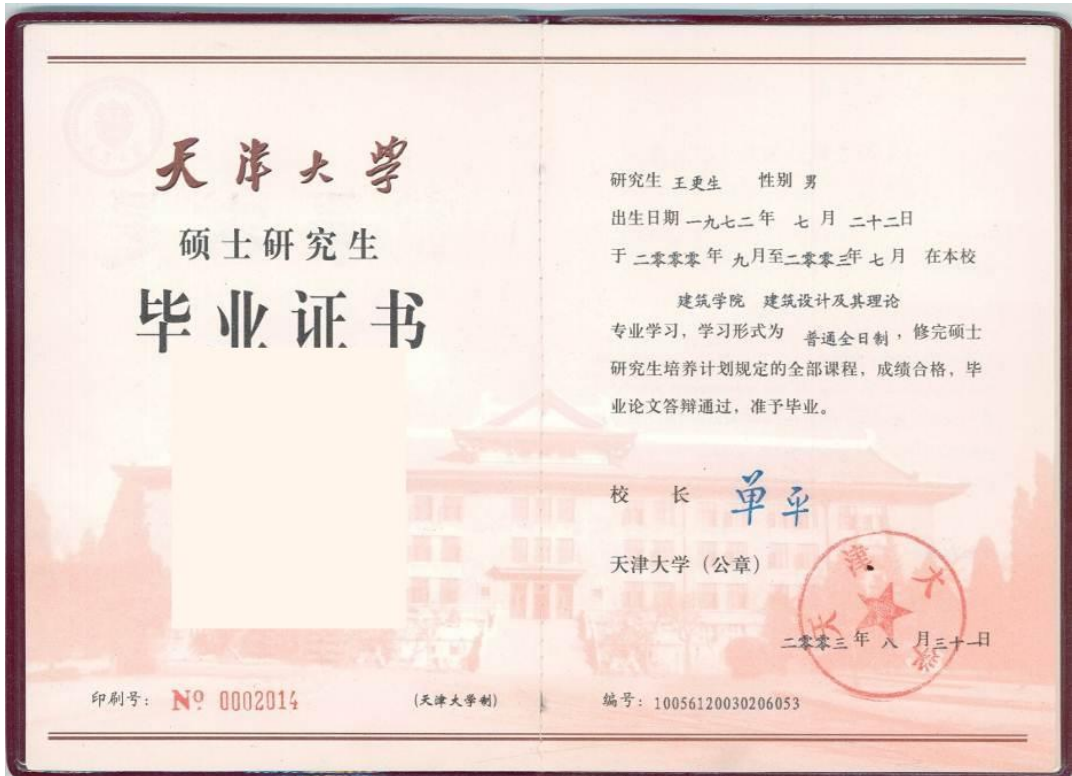 天津大学
硕士研究生
毕业证书
印刷号： Nº 0002014 (天津大学制)
研究生 王更生 性别 男
出生日期 一九七二 年 七 月 二十二日
于 二零零零 年 九月至二零零三年 七 月 在本校
建筑学院 建筑设计及其理论
专业学习，学习形式为 普通全日制 ，修完硕士
研究生培养计划规定的全部课程，成绩合格，毕
业论文答辩通过，准予毕业。
校 长 单平
天津大学（公章）
天津大学
二零零三 年 八 月三十一日
编号：10056120030206053